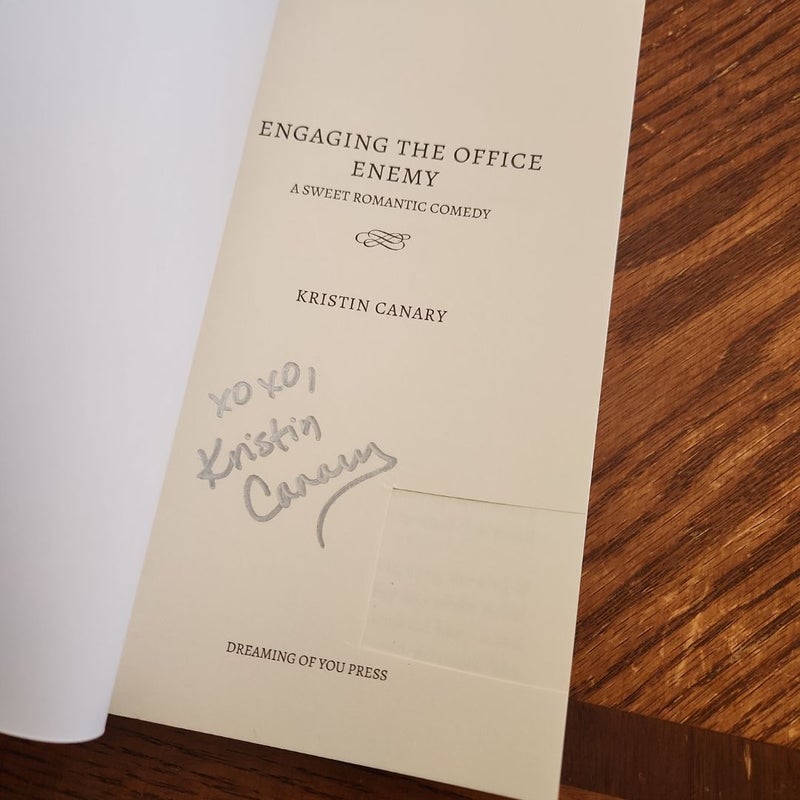 ENGAGING THE OFFICE
ENEMY
A SWEET ROMANTIC COMEDY
KRISTIN CANARY
XOXO,
Kristin
Canary
DREAMING OF YOU PRESS